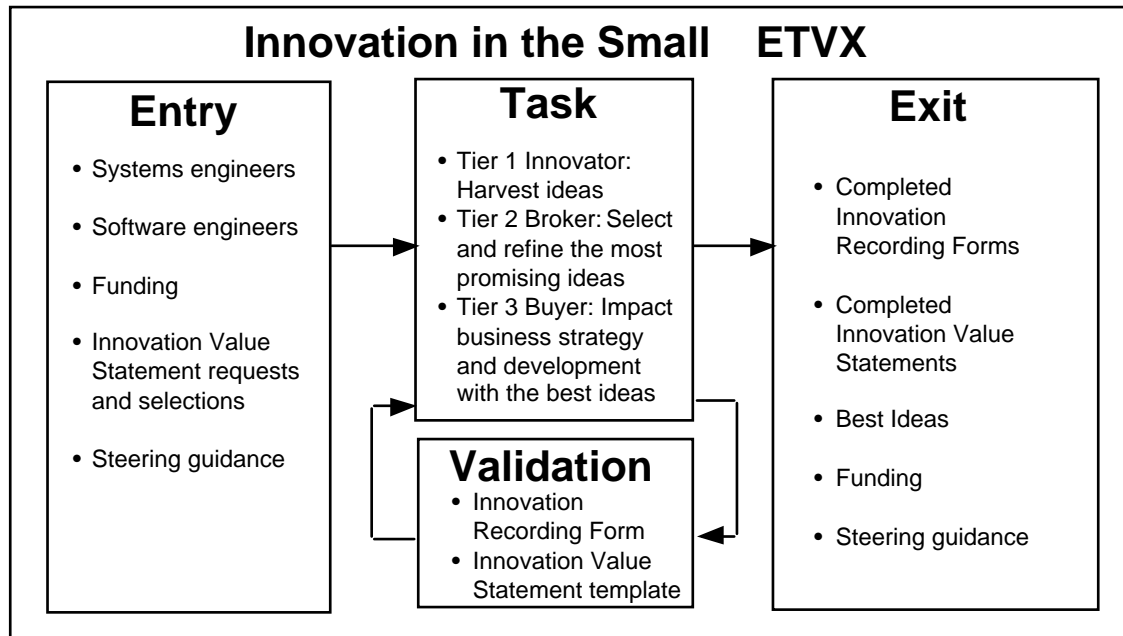 Innovation in the Small ETVX
Entry
• Systems engineers
• Software engineers
• Funding
• Innovation Value
Statement requests
and selections
• Steering guidance
Task
• Tier 1 Innovator:
Harvest ideas
• Tier 2 Broker: Select
and refine the most
promising ideas
• Tier 3 Buyer: Impact
business strategy
and development
with the best ideas
Validation
• Innovation
Recording Form
• Innovation Value
Statement template
Exit
• Completed
Innovation
Recording Forms
• Completed
Innovation Value
Statements
• Best Ideas
• Funding
• Steering guidance